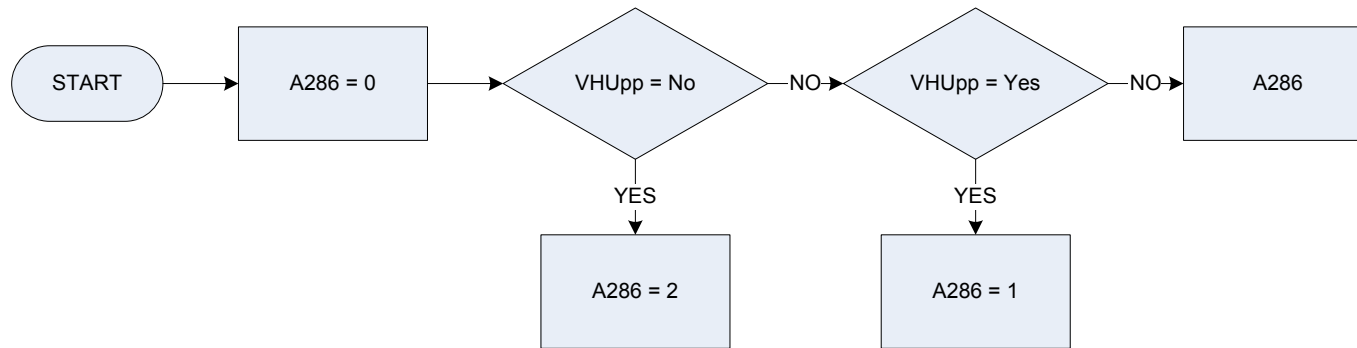 START
A286 = 0
VHUpp = No
NO
VHUpp = Yes
NO
A286
YES
YES
A286 = 2
A286 = 1